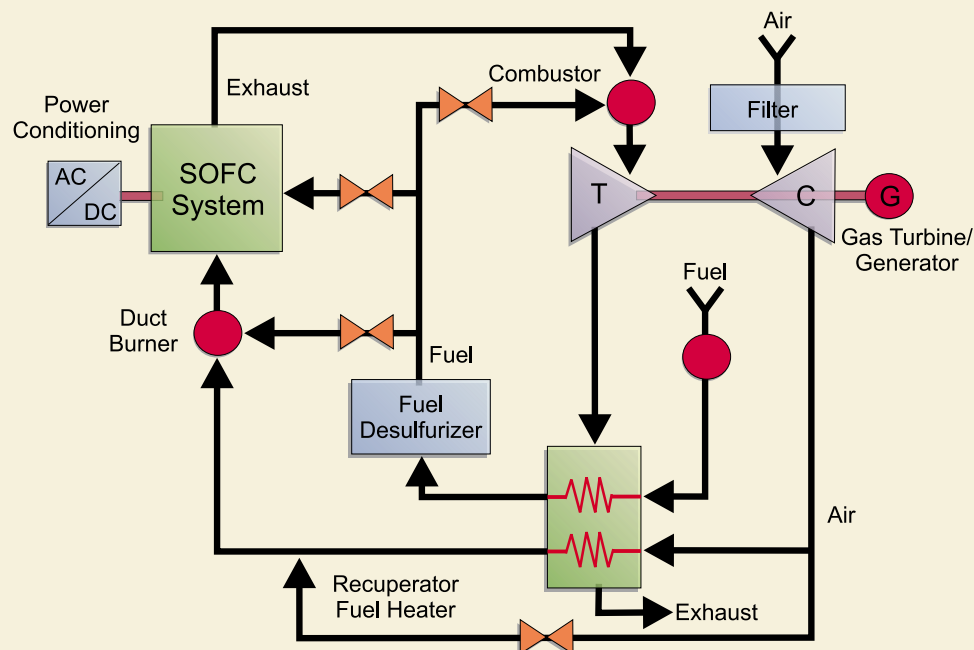 Air
Combustor
Exhaust
Power
Conditioning
Filter
AC
DC
SOFC
System
T
C
G
Gas Turbine/
Generator
Fuel
Duct
Burner
Fuel
Fuel
Desulfurizer
Air
Recuperator
Fuel Heater
Exhaust